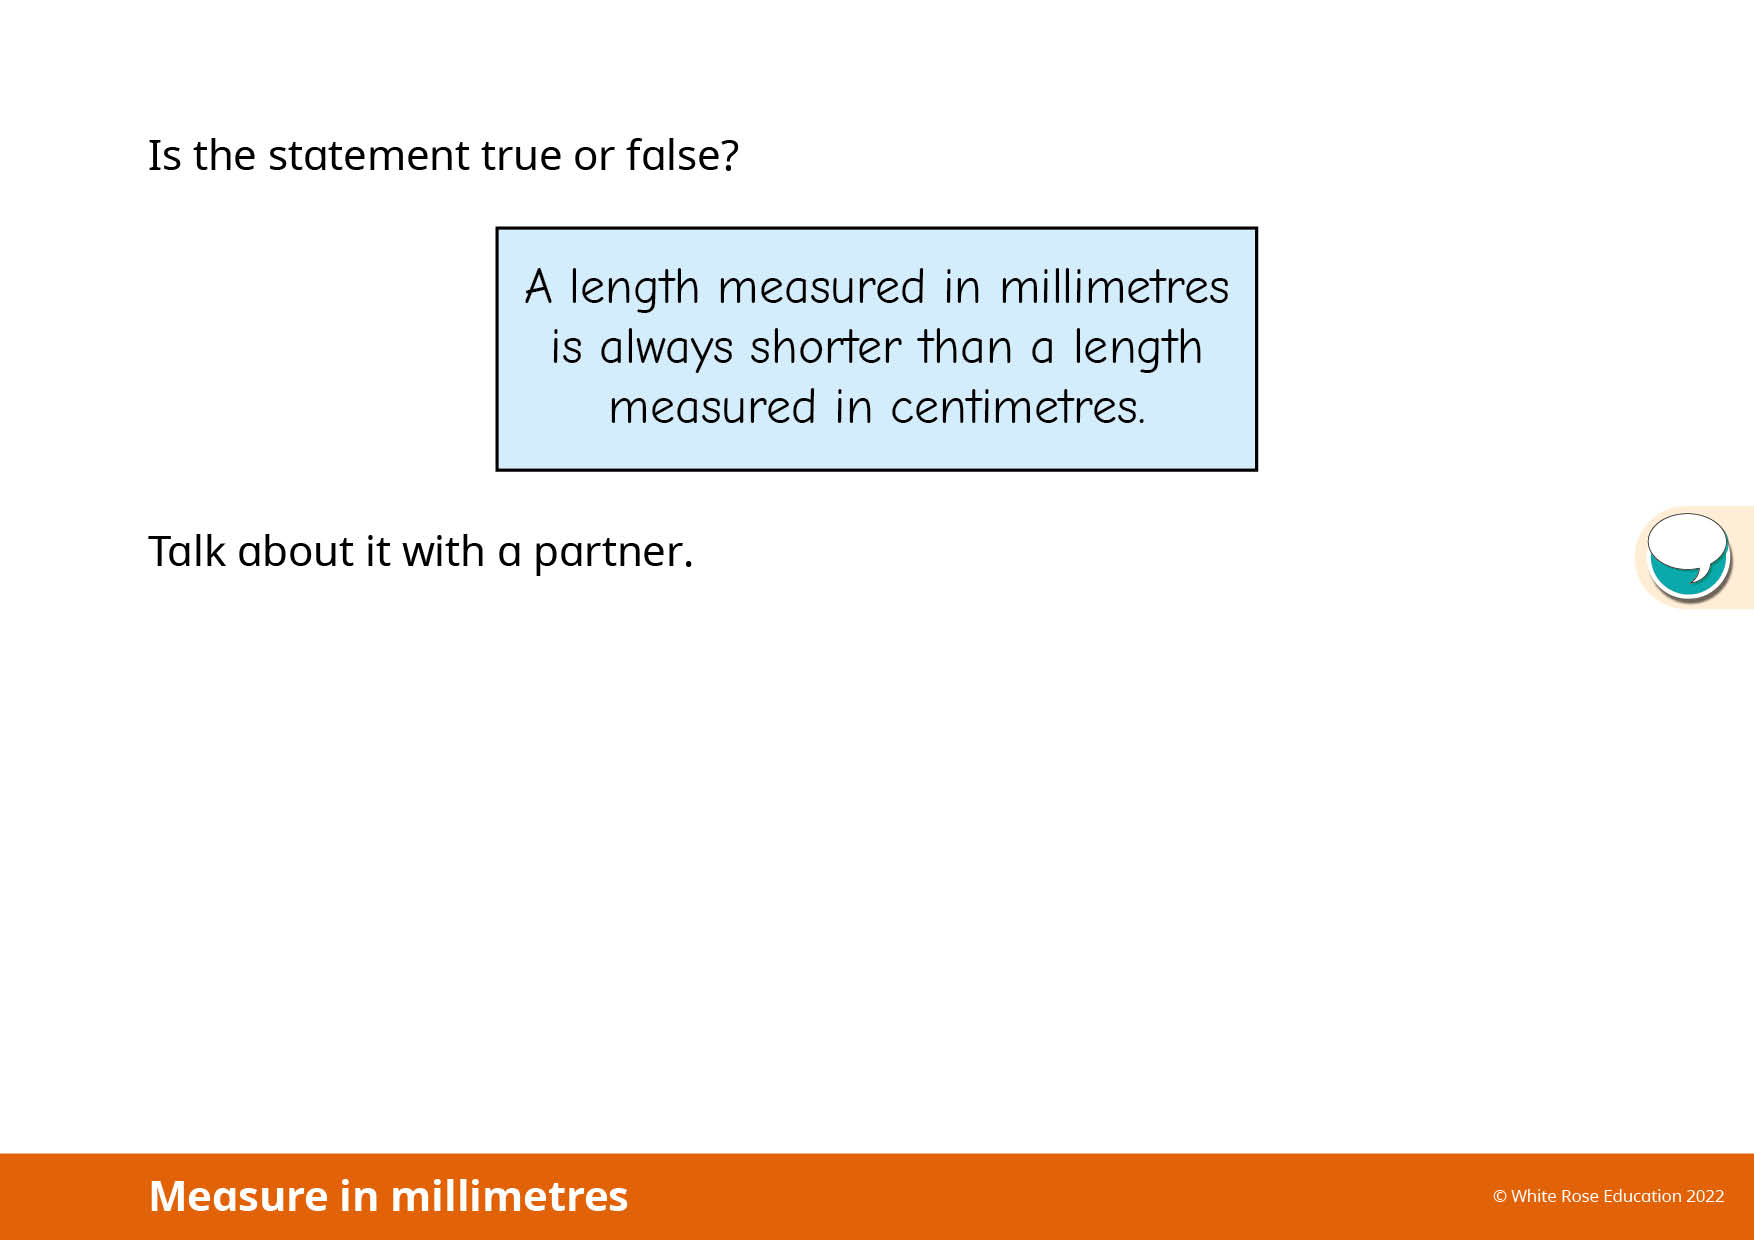 Is the statement true or false?
A length measured in millimetres
is always shorter than a length
measured in centimetres.
Talk about it with a partner.
Measure in millimetres
© White Rose Education 2022